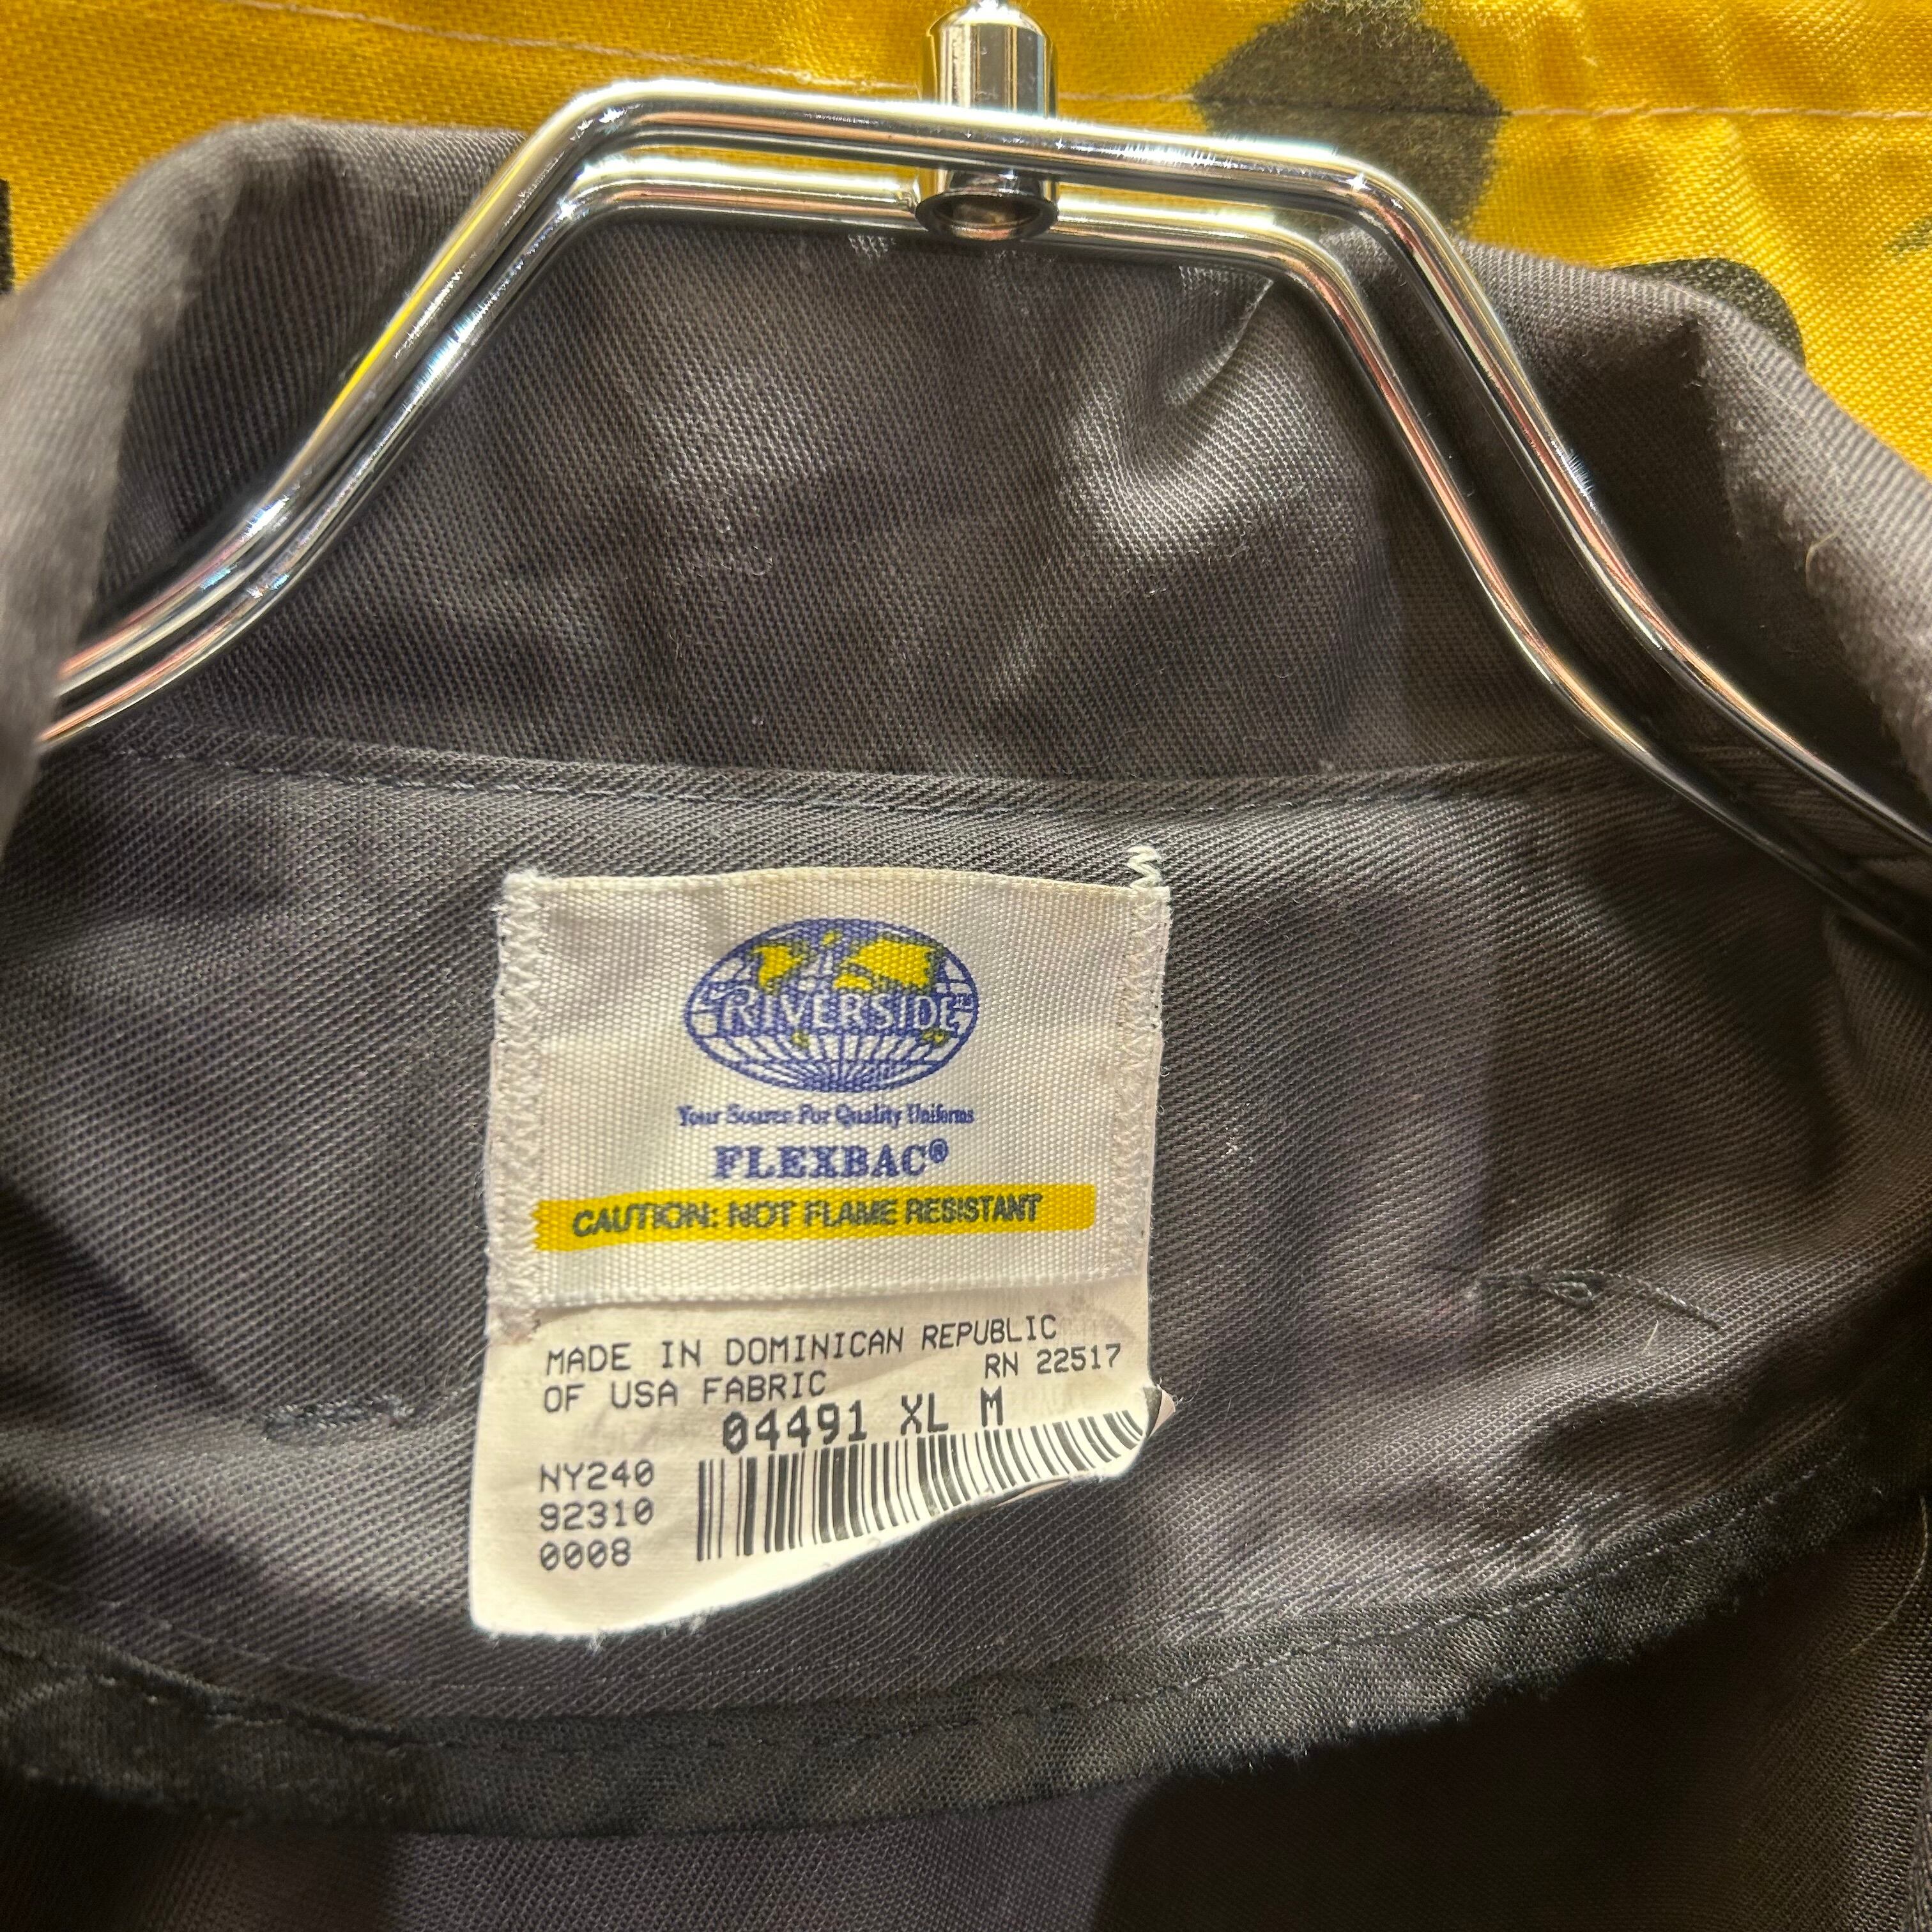 RIVERSIDE™
Your Source For Quality Uniforms
FLEXBAC®
CAUTION: NOT FLAME RESISTANT
MADE IN DOMINICAN REPUBLIC
OF USA FABRIC RN 22517
04491 XL M
NY240
92310
0008